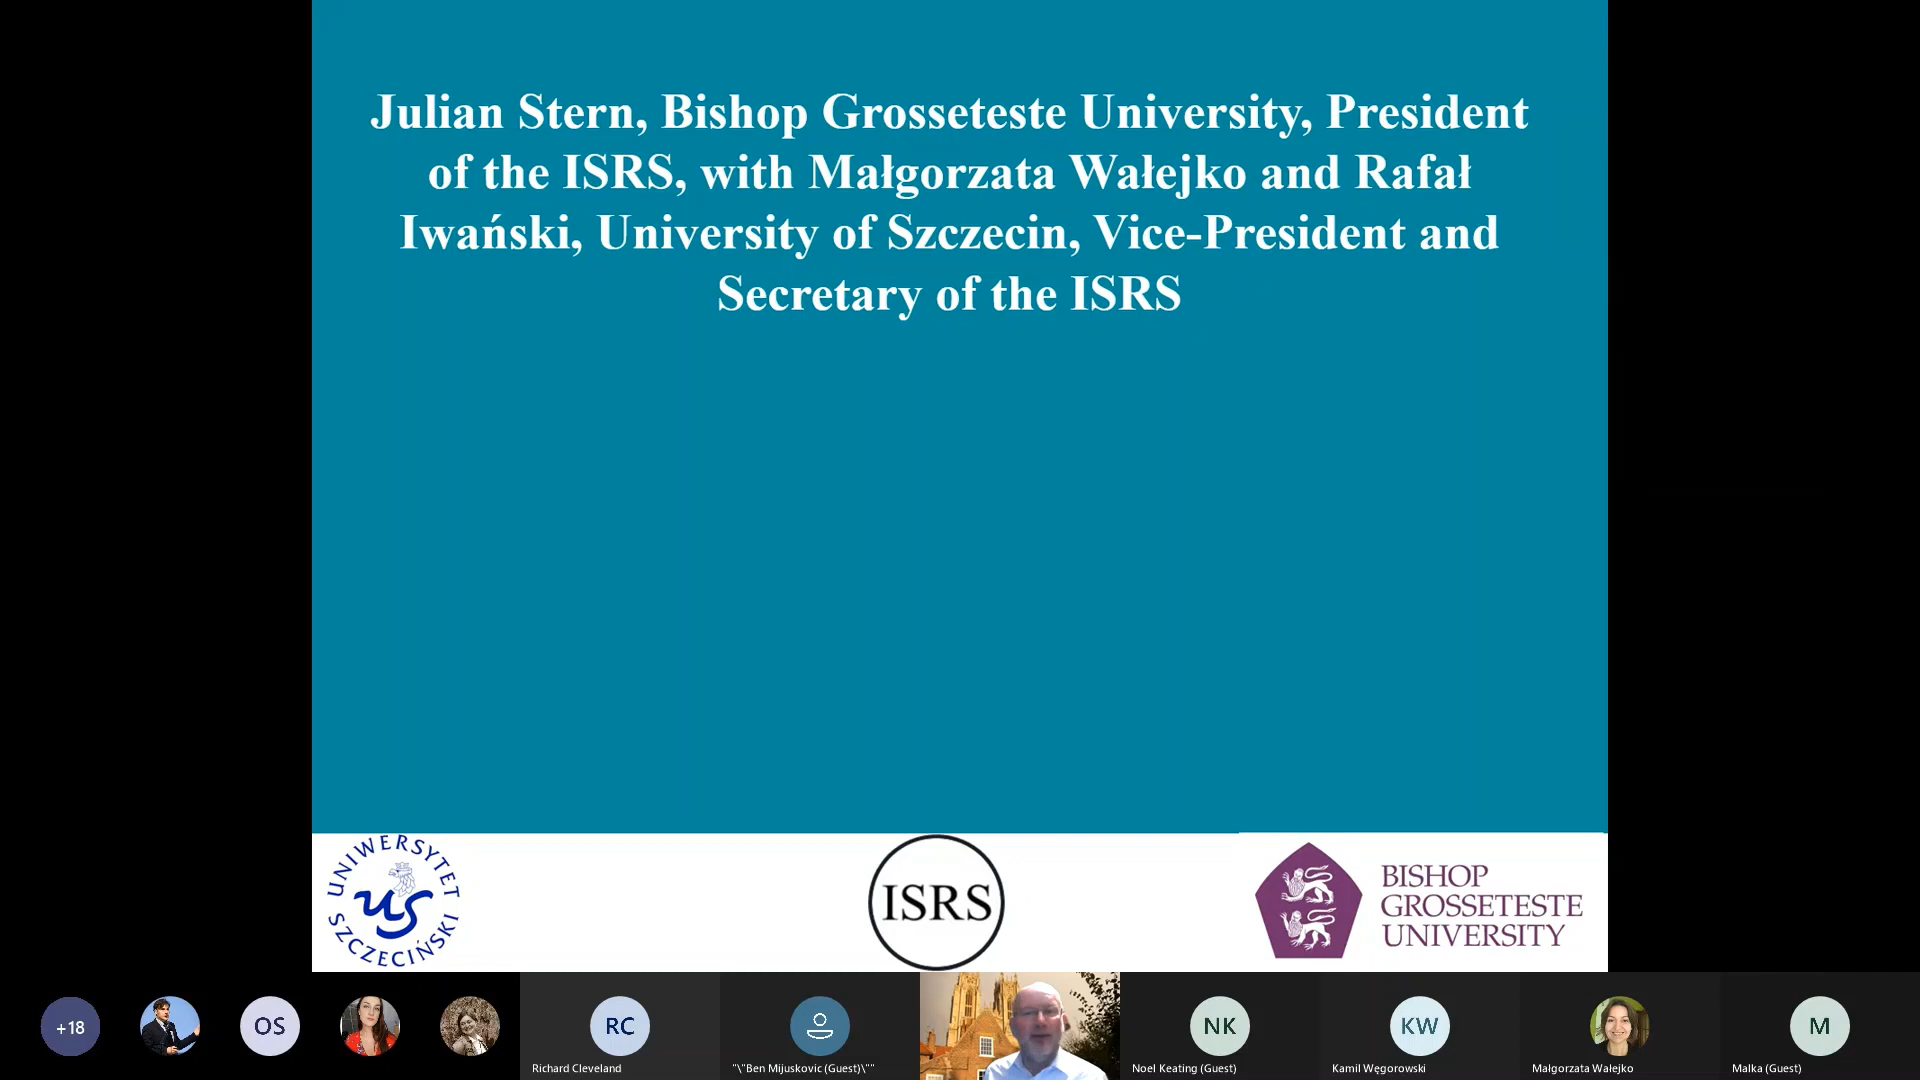 Julian Stern, Bishop Grosseteste University, President
of the ISRS, with Małgorzata Wałejko and Rafał
Iwański, University of Szczecin, Vice-President and
Secretary of the ISRS
UNIWERSYTET
US
SZCZECIŃSKI
ISRS
BISHOP
GROSSETESTE
UNIVERSITY
+18
OS
RC
Richard Cleveland
"\"Ben Mijuskovic (Guest)\""
NK
Noel Keating (Guest)
KW
Kamil Węgorowski
Małgorzata Wałejko
M
Malka (Guest)